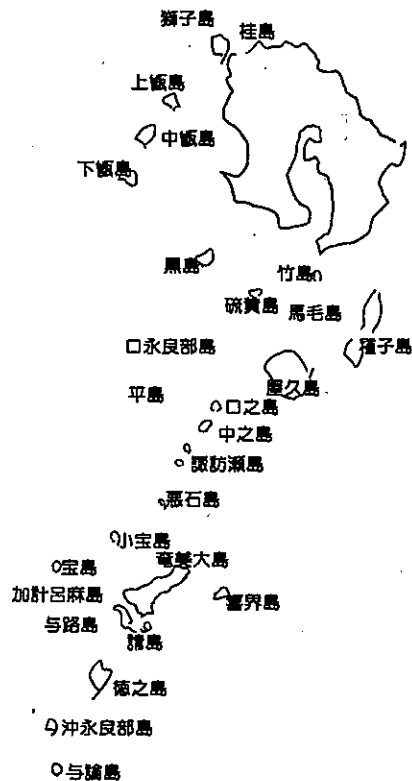 獅子島
桂島
上甑島
中甑島
下甑島
黒島
竹島
硫黄島
馬毛島
口永良部島
種子島
屋久島
平島
口之島
中之島
諏訪瀬島
悪石島
小宝島
奄美大島
宝島
加計呂麻島
喜界島
与路島
請島
徳之島
沖永良部島
与論島